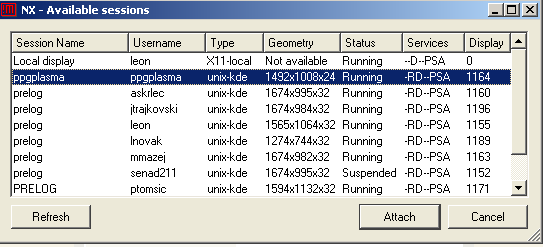 NX - Available sessions
Session Name Username Type Geometry Status Services Display
Local display leon X11-local Not available Running --D--PSA 0
ppgplasma ppgplasma unix-kde 1492x1008x24 Running -RD--PSA 1164
prelog askrlec unix-kde 1674x995x32 Running -RD--PSA 1160
prelog jtrajkovski unix-kde 1674x984x32 Running -RD--PSA 1196
prelog leon unix-kde 1565x1064x32 Running -RD--PSA 1155
prelog lnovak unix-kde 1274x744x32 Running -RD--PSA 1189
prelog mmazej unix-kde 1674x982x32 Running -RD--PSA 1163
prelog senad211 unix-kde 1674x995x32 Suspended -RD--PSA 1152
PRELOG ptomsic unix-kde 1594x1132x32 Running -RD--PSA 1171
Refresh Attach Cancel